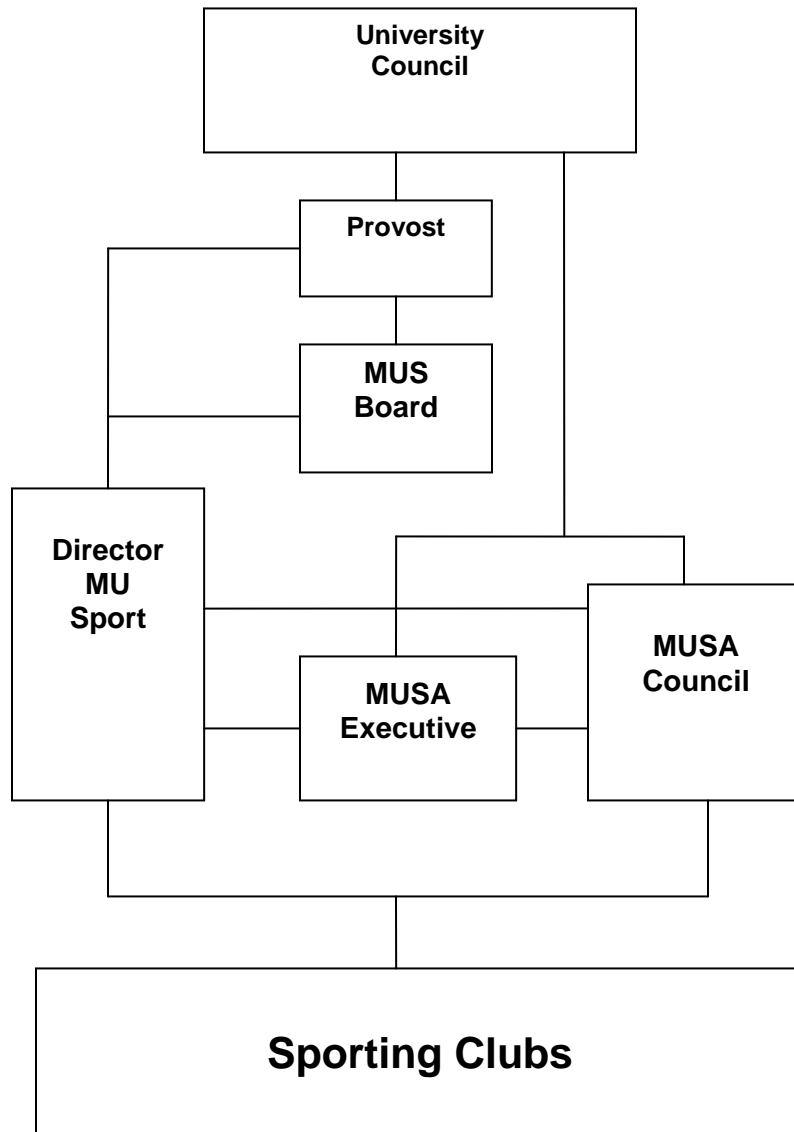 University
Council
Provost
MUS
Board
Director
MU
Sport
MUSA
Executive
MUSA
Council
Sporting Clubs